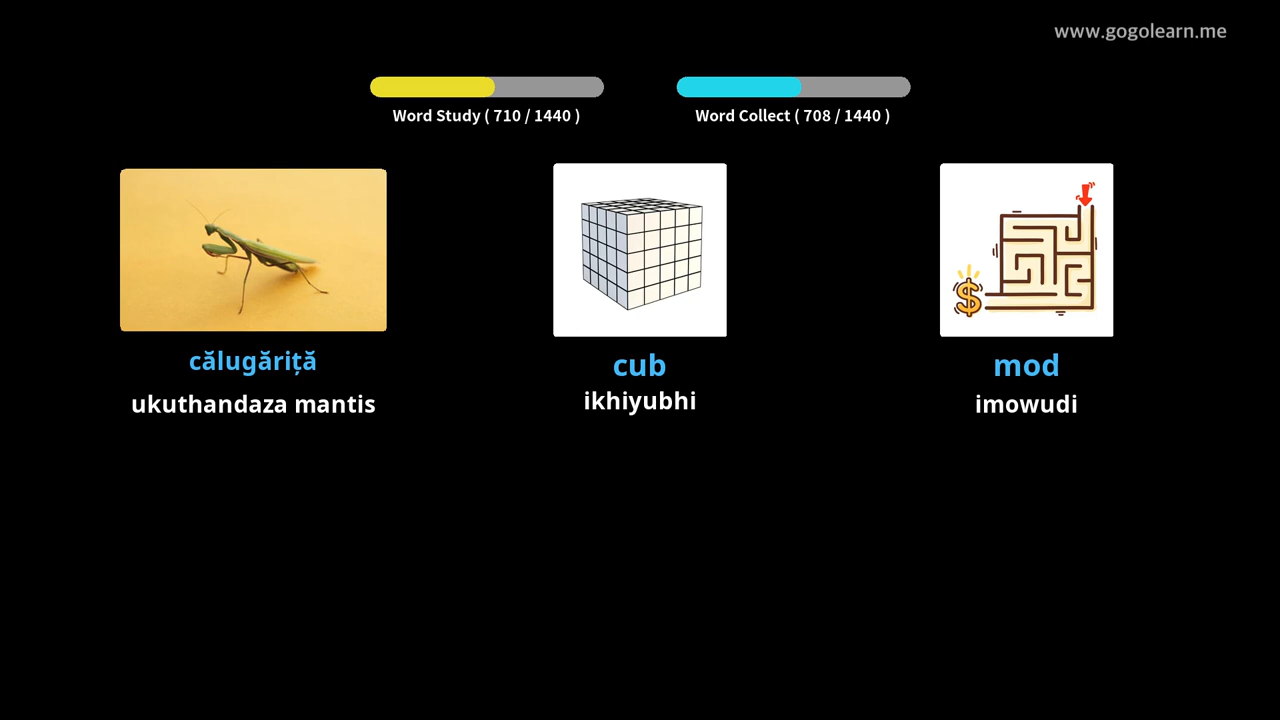 www.gogolearn.me
Word Study ( 710 / 1440 )
Word Collect ( 708 / 1440 )
călugăriță
ukuthandaza mantis
cub
ikhiyubhi
mod
imowudi